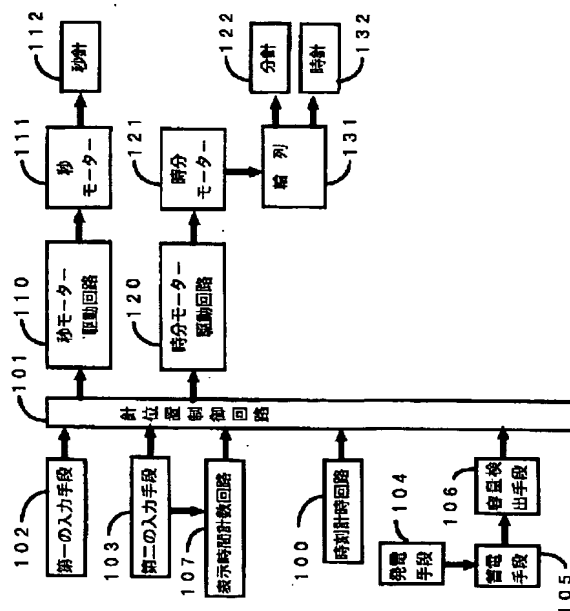 102
第一の入力手段
103
第二の入力手段
107
表示時間計数回路
100
時刻計時回路
104
発電
手段
蓄電
手段
105
106
容量検
出手段
101
針位置制御回路
110
秒モーター
駆動回路
111
秒
モーター
112
秒針
120
時分モーター
駆動回路
121
時分
モーター
輪列
131
122
分針
時針
132